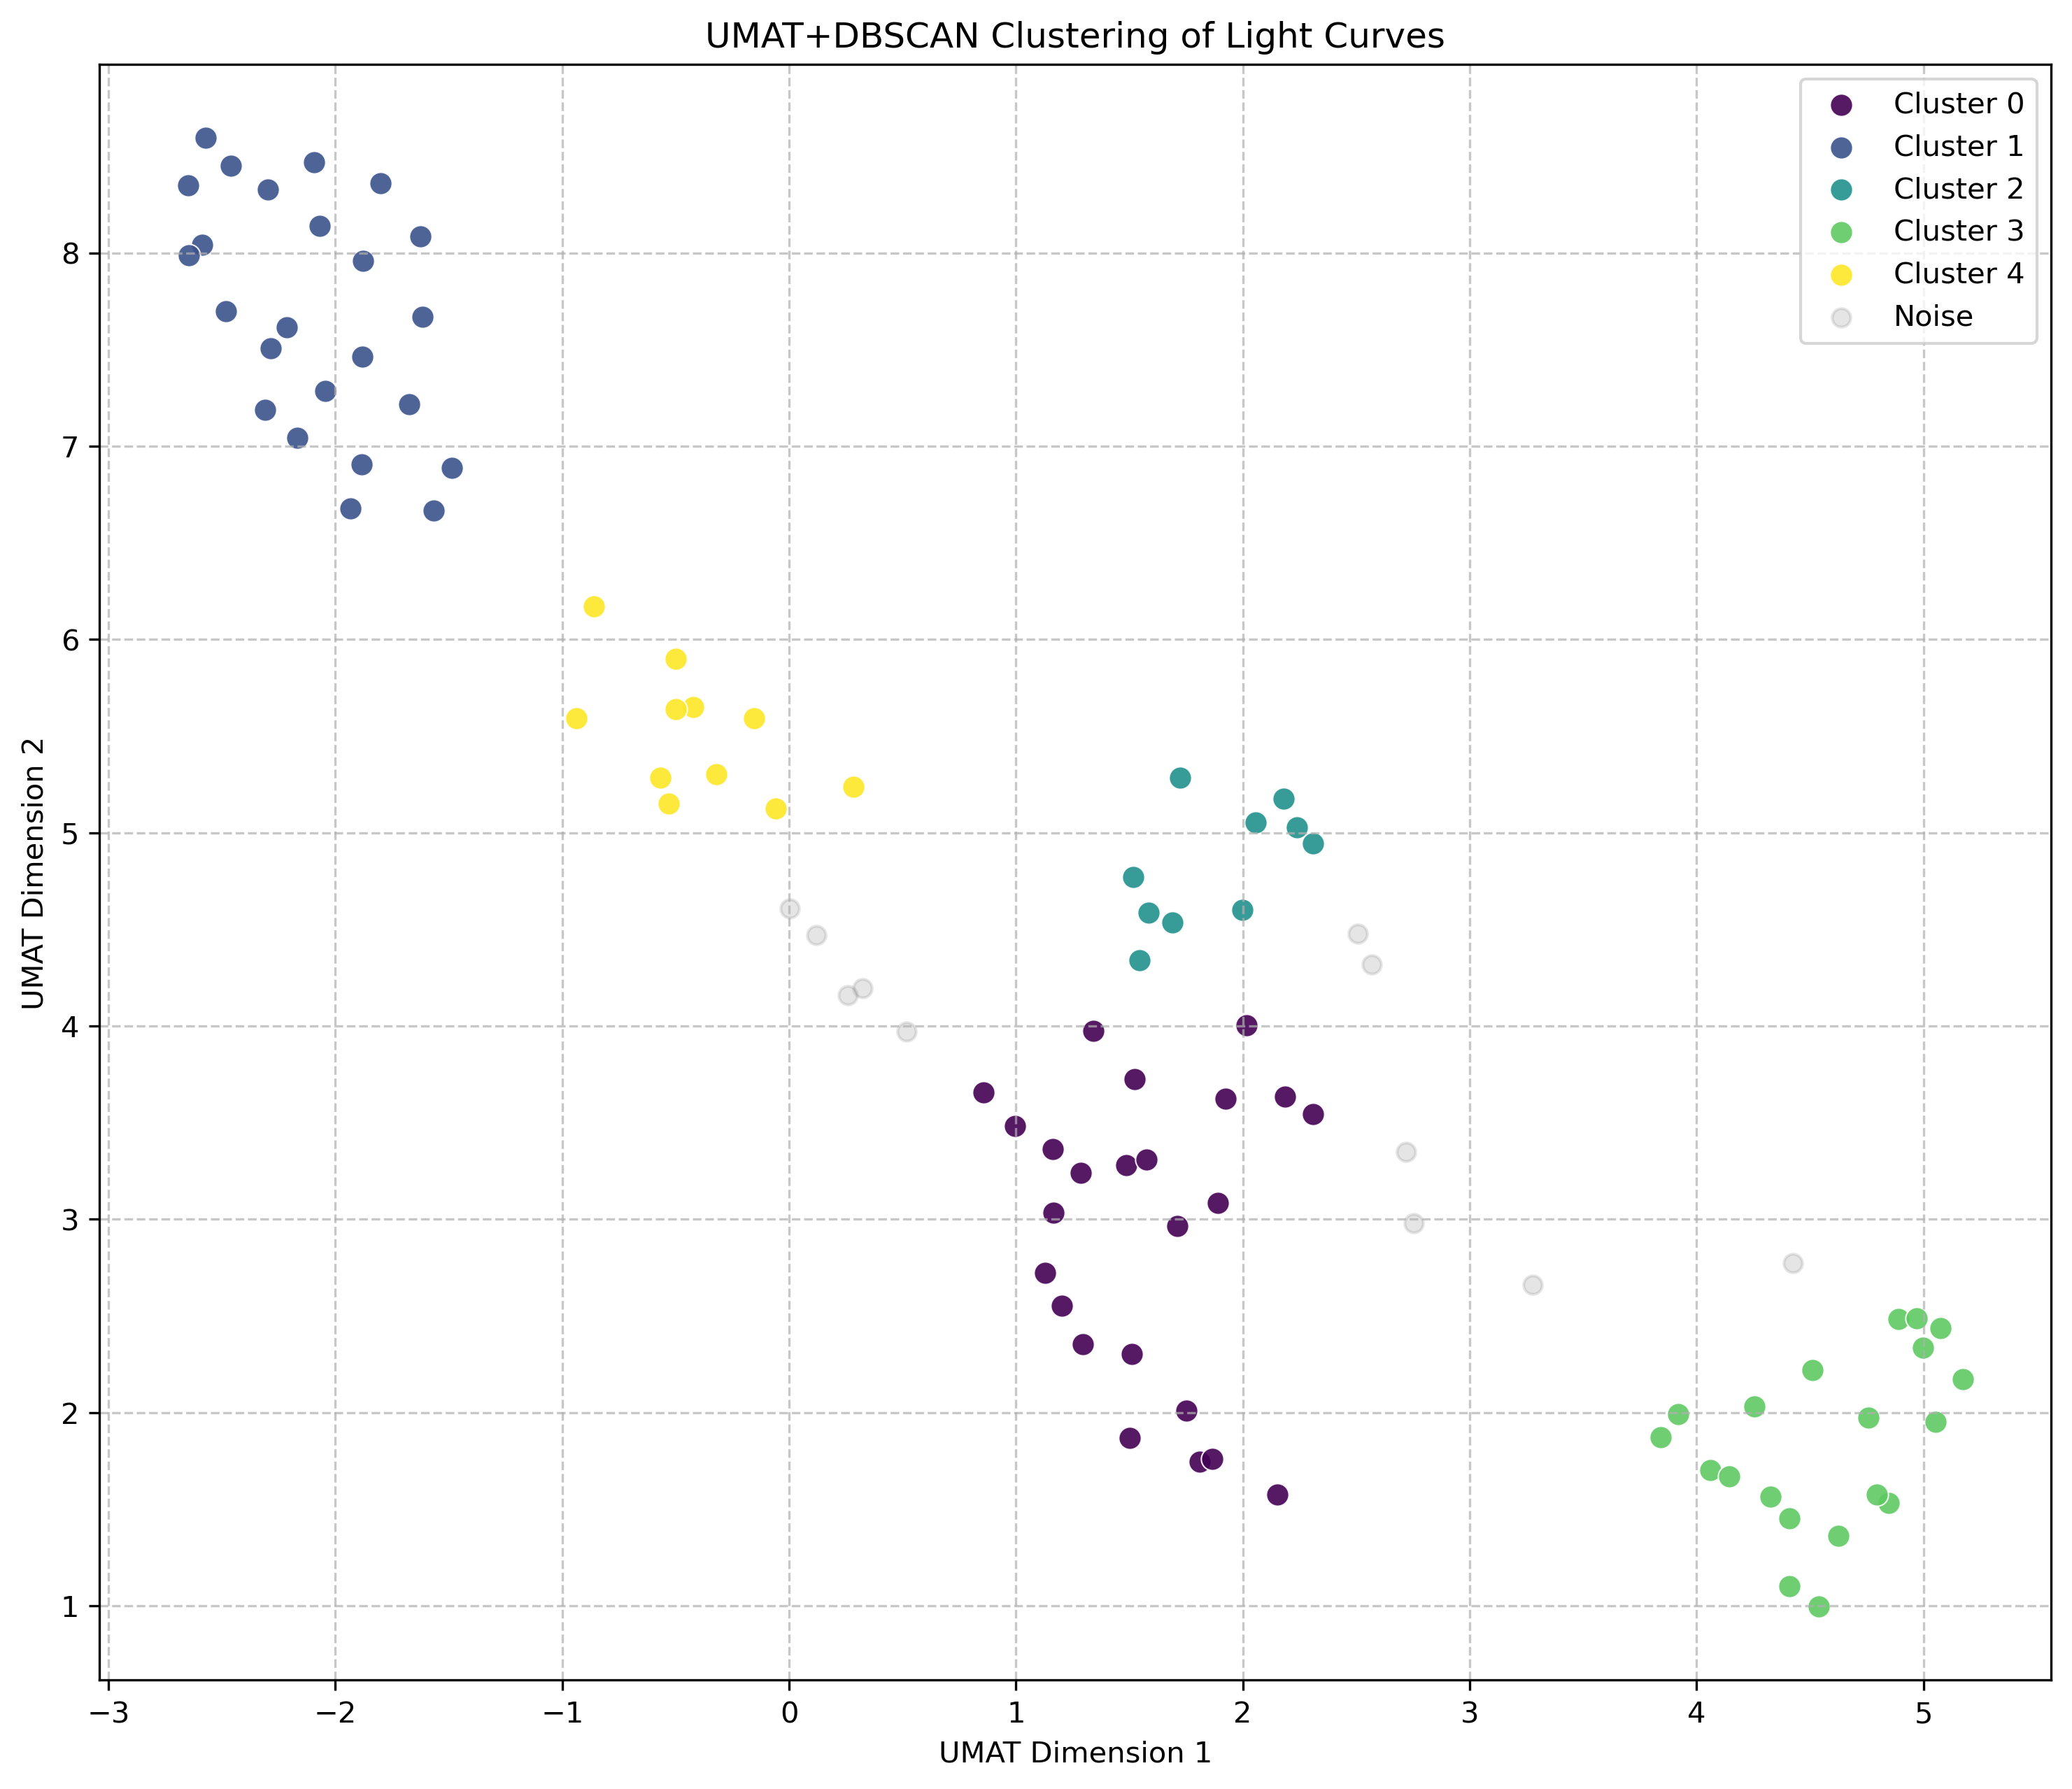 UMAT+DBSCAN Clustering of Light Curves
Cluster 0
Cluster 1
Cluster 2
Cluster 3
Cluster 4
Noise
UMAT Dimension 2
8
7
6
5
4
3
2
1
−3 −2 −1 0 1 2 3 4 5
UMAT Dimension 1